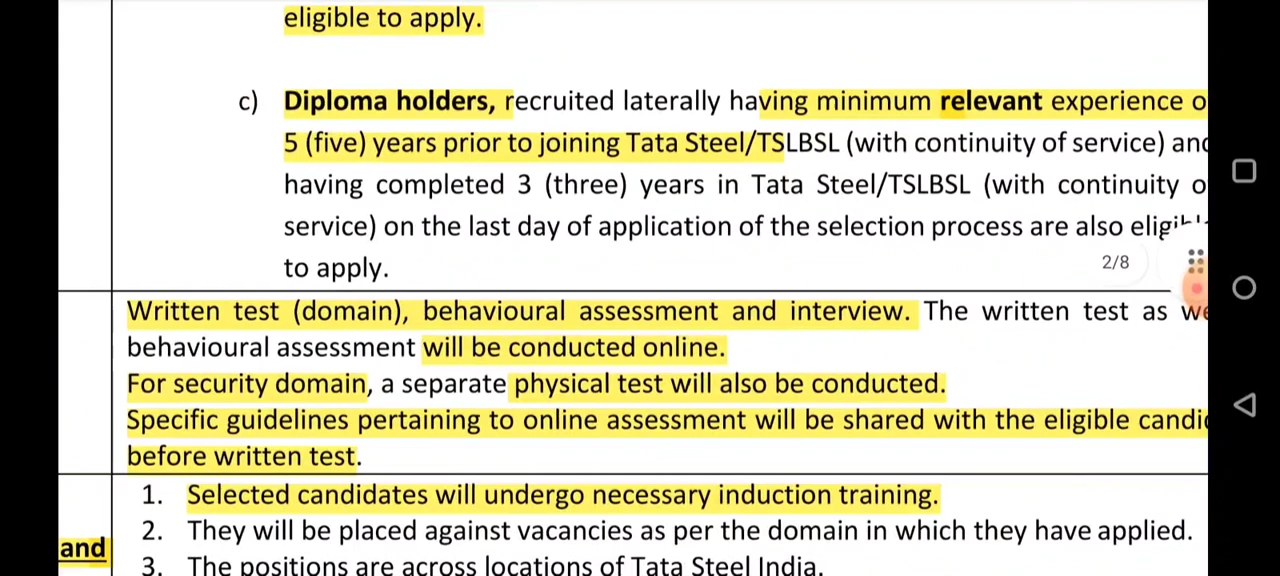 eligible to apply.
c) Diploma holders, recruited laterally having minimum relevant experience o
5 (five) years prior to joining Tata Steel/TSLBSL (with continuity of service) and
having completed 3 (three) years in Tata Steel/TSLBSL (with continuity o
service) on the last day of application of the selection process are also
to apply.
2/8
Written test (domain), behavioural assessment and interview. The written test as
behavioural assessment will be conducted online.
For security domain, a separate physical test will also be conducted.
Specific guidelines pertaining to online assessment will be shared with the eligible
before written test.
1. Selected candidates will undergo necessary induction training.
2. They will be placed against vacancies as per the domain in which they have applied.
and
3. The positions are across locations of Tata Steel India.